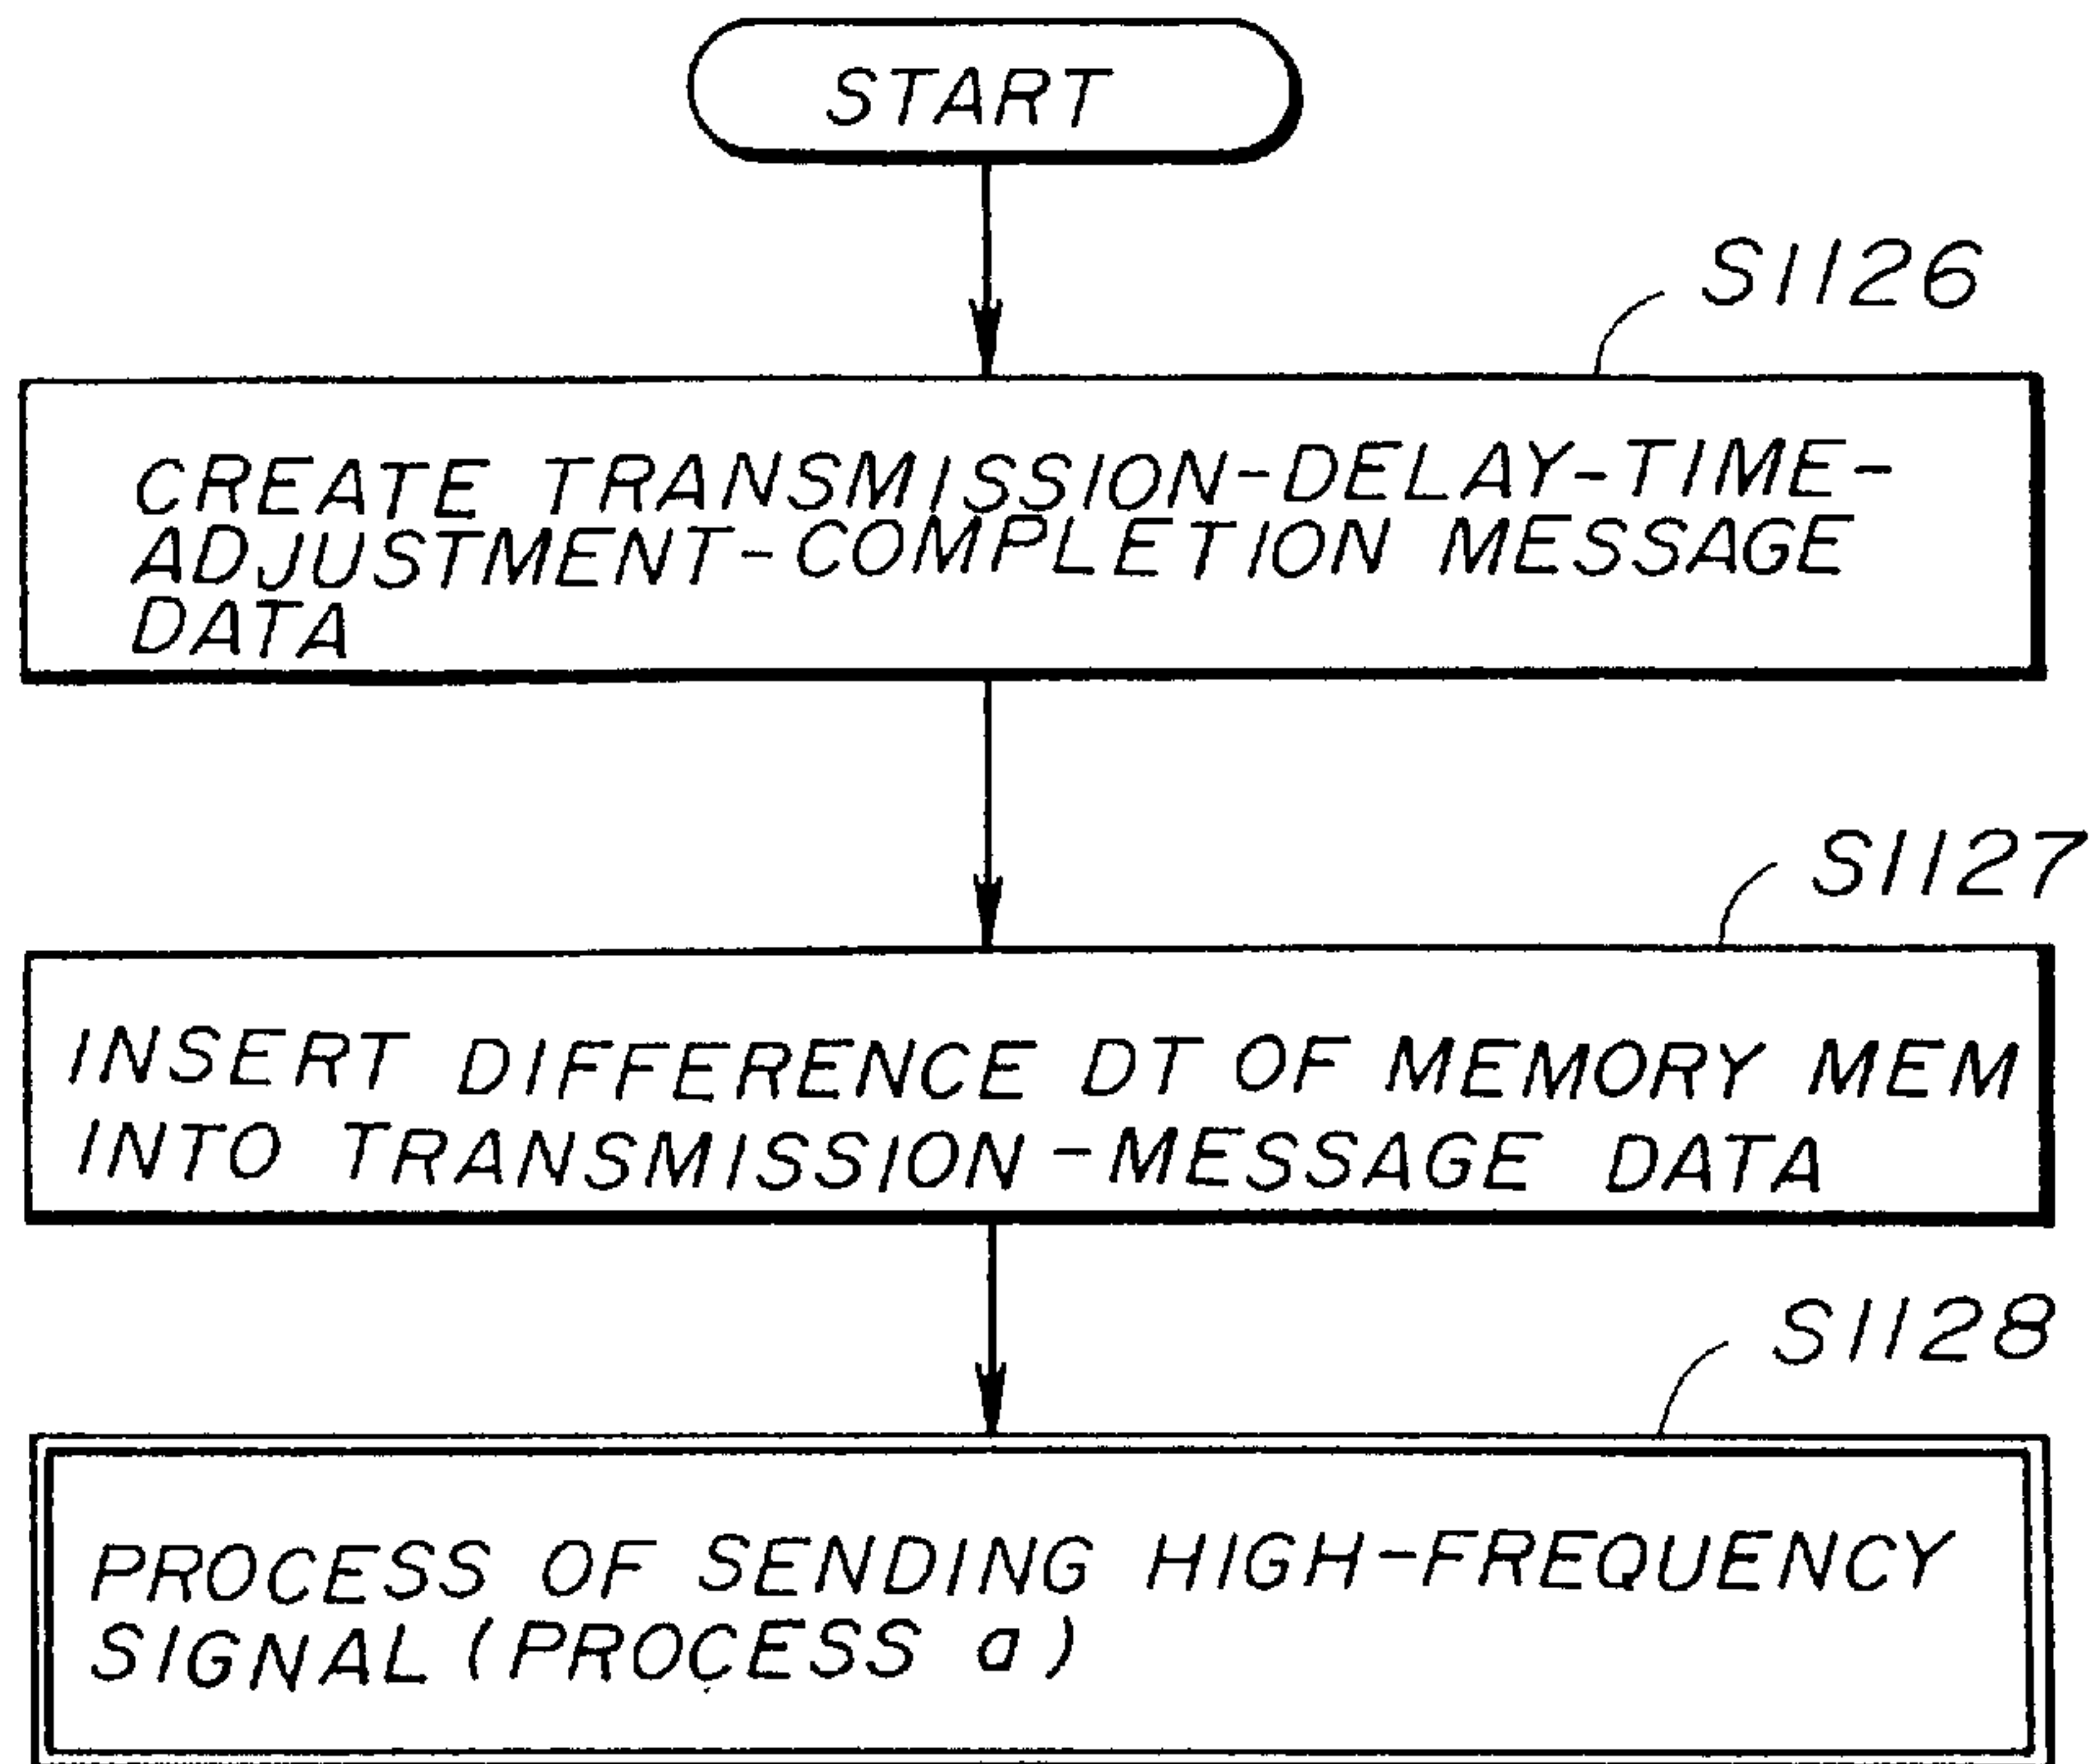 START
S1126
CREATE TRANSMISSION-DELAY-TIME-
ADJUSTMENT-COMPLETION MESSAGE
DATA
S1127
INSERT DIFFERENCE DT OF MEMORY MEM
INTO TRANSMISSION-MESSAGE DATA
S1128
PROCESS OF SENDING HIGH-FREQUENCY
SIGNAL (PROCESS a)